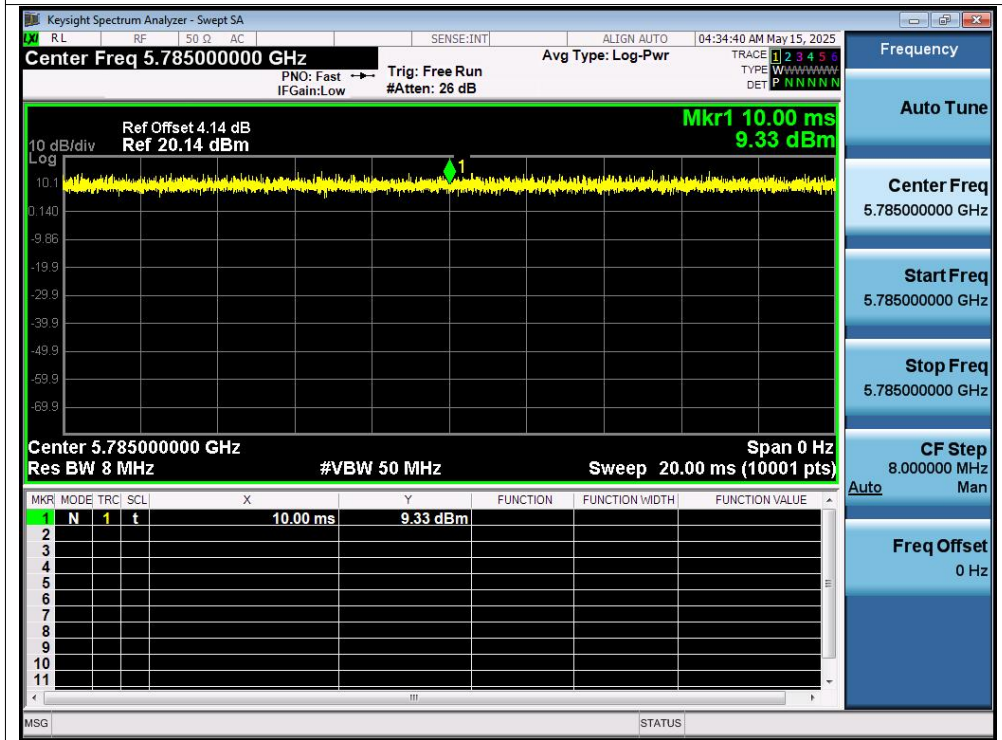 Keysight Spectrum Analyzer - Swept SA
LXI RL RF 50 Ω AC SENSE:INT ALIGN AUTO 04:34:40 AM May 15, 2025
Center Freq 5.785000000 GHz
PNO: Fast
IFGain:Low
Trig: Free Run
#Atten: 26 dB
Avg Type: Log-Pwr
TRACE 1 2 3 4 5 6
TYPE WWWWWW
DET P N N N N N
Ref Offset 4.14 dB
10 dB/div Ref 20.14 dBm
Log
Mkr1 10.00 ms
9.33 dBm
1
10.1
0.140
-9.86
-19.9
-29.9
-39.9
-49.9
-59.9
-69.9
Center 5.785000000 GHz Span 0 Hz
Res BW 8 MHz #VBW 50 MHz Sweep 20.00 ms (10001 pts)
MKR MODE TRC SCL X Y FUNCTION FUNCTION WIDTH FUNCTION VALUE
1 N 1 t 10.00 ms 9.33 dBm
2
3
4
5
6
7
8
9
10
11
MSG STATUS
Frequency
Auto Tune
Center Freq
5.785000000 GHz
Start Freq
5.785000000 GHz
Stop Freq
5.785000000 GHz
CF Step
8.000000 MHz
Auto Man
Freq Offset
0 Hz